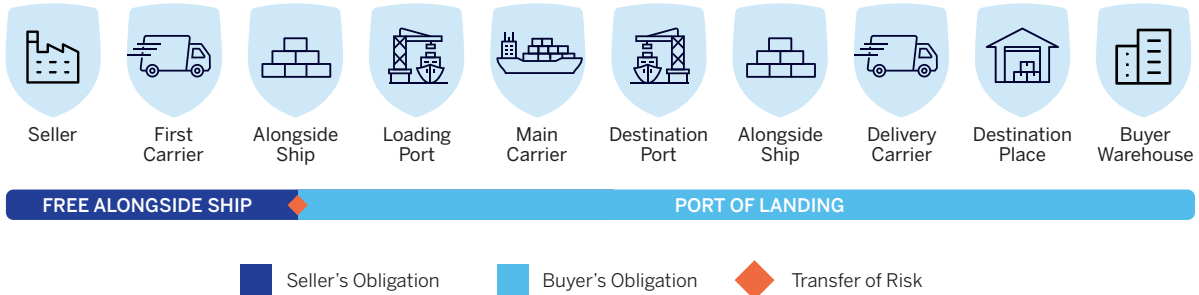 Seller
First
Carrier
Alongside
Ship
Loading
Port
Main
Carrier
Destination
Port
Alongside
Ship
Delivery
Carrier
Destination
Place
Buyer
Warehouse
FREE ALONGSIDE SHIP
PORT OF LANDING
Seller's Obligation
Buyer's Obligation
Transfer of Risk